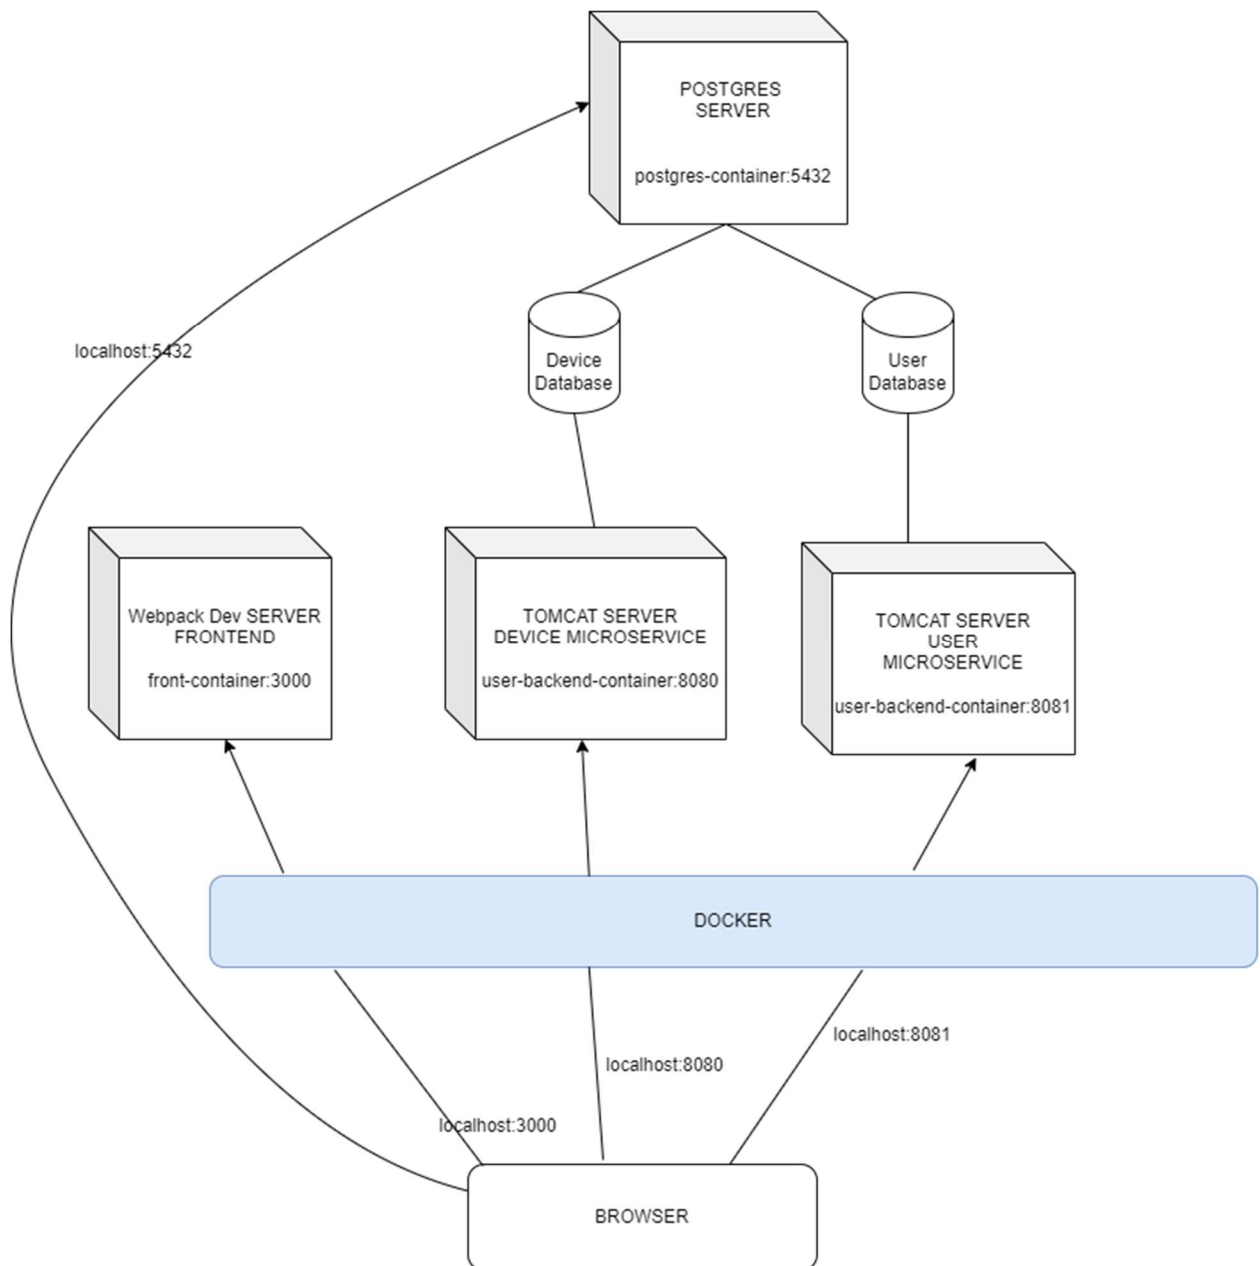 POSTGRES
SERVER
postgres-container:5432
localhost:5432
Device
Database
User
Database
Webpack Dev SERVER
FRONTEND
front-container:3000
TOMCAT SERVER
DEVICE MICROSERVICE
user-backend-container:8080
TOMCAT SERVER
USER
MICROSERVICE
user-backend-container:8081
DOCKER
localhost:8081
localhost:8080
localhost:3000
BROWSER